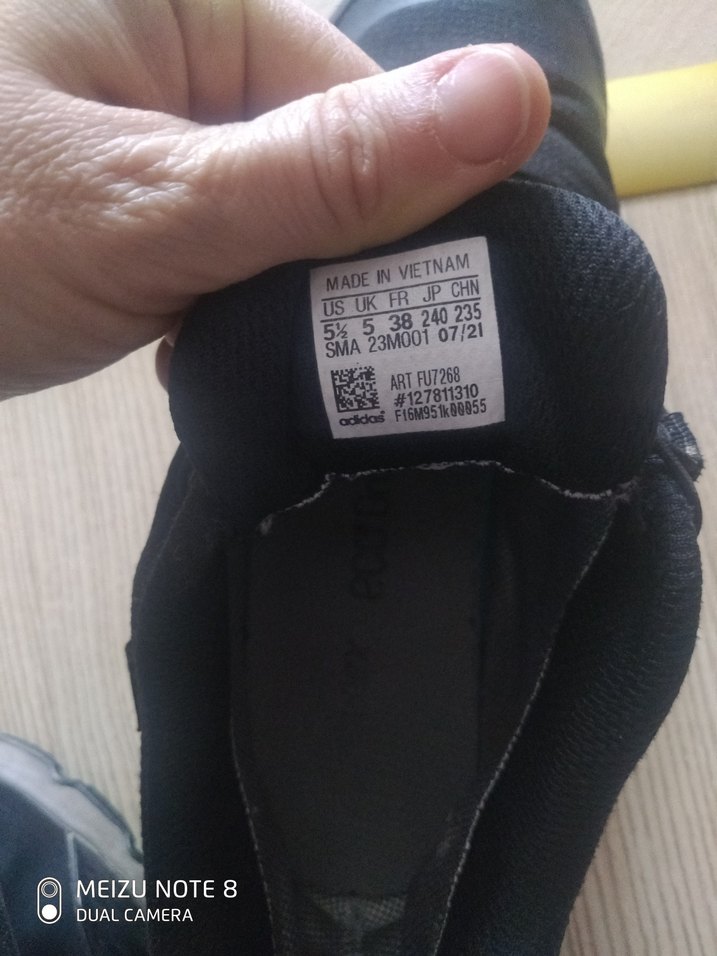 MADE IN VIETNAM
US UK FR JP CHN
5½ 5 38 240 235
SMA 23M001 07/21
ART FU7268
#127811310
adidas
F16M951k00055
MEIZU NOTE 8
DUAL CAMERA